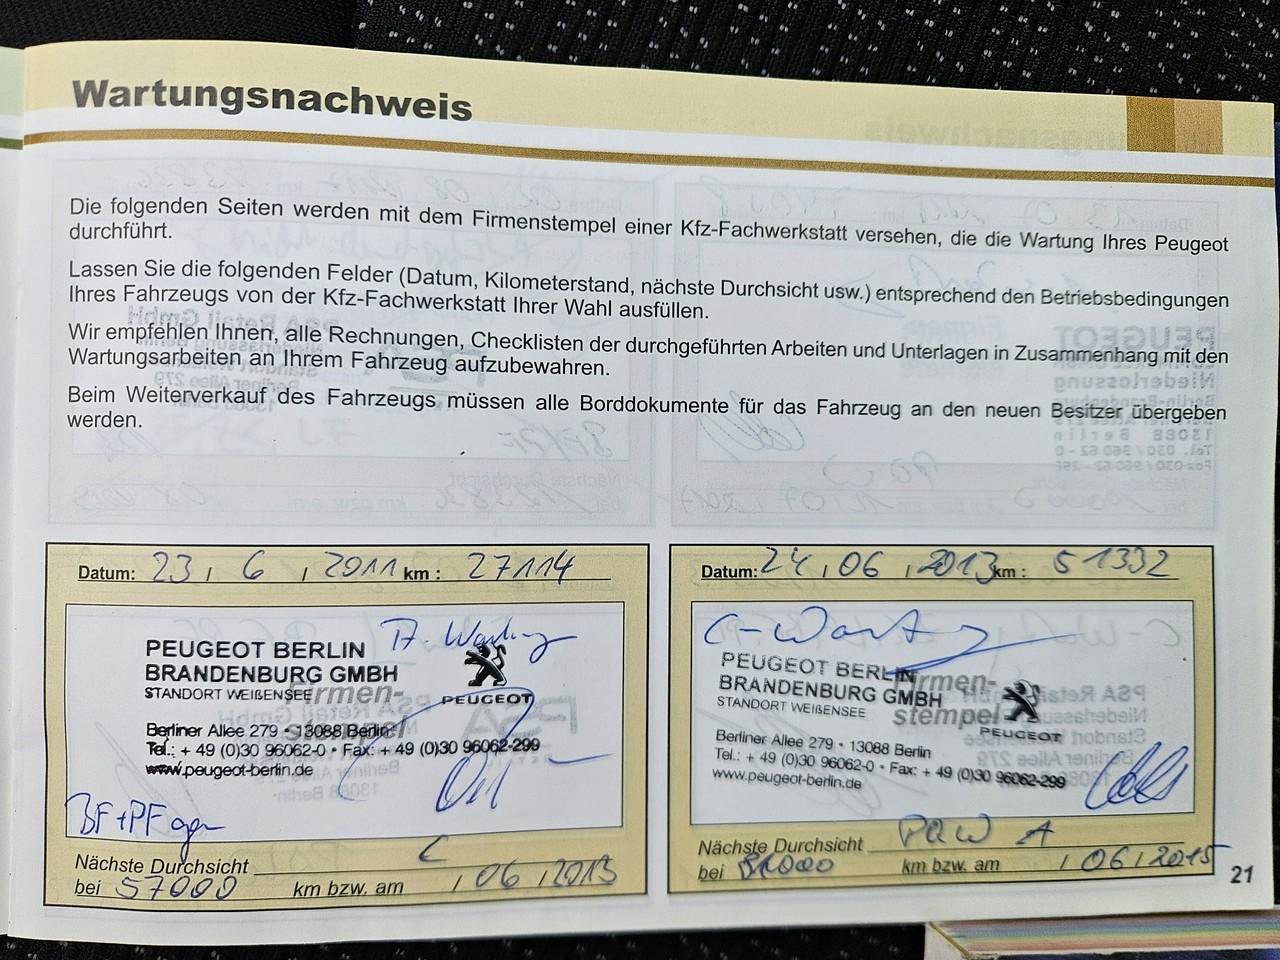 Wartungsnachweis
Die folgenden Seiten werden mit dem Firmenstempel einer Kfz-Fachwerkstatt versehen, die die Wartung Ihres Peugeot
durchführt.
Lassen Sie die folgenden Felder (Datum, Kilometerstand, nächste Durchsicht usw.) entsprechend den Betriebsbedingungen
Ihres Fahrzeugs von der Kfz-Fachwerkstatt Ihrer Wahl ausfüllen.
Wir empfehlen Ihnen, alle Rechnungen, Checklisten der durchgeführten Arbeiten und Unterlagen in Zusammenhang mit den
Wartungsarbeiten an Ihrem Fahrzeug aufzubewahren.
Beim Weiterverkauf des Fahrzeugs müssen alle Borddokumente für das Fahrzeug an den neuen Besitzer übergeben
werden.
Datum: 23 / 6 / 2011 km : 27114
A-Wartung
PEUGEOT BERLIN
BRANDENBURG GMBH
STANDORT WEIßENSEE
Firmen-
stempel
PEUGEOT
Berliner Allee 279 • 13088 Berlin
Tel.: + 49 (0)30 96062-0 • Fax: + 49 (0)30 96062-299
www.peugeot-berlin.de
BF+PF
Nächste Durchsicht C
bei 57000 km bzw. am / 06 / 2013
Datum: 24 / 06 / 2013 km : 51332
C-Wartung
PEUGEOT BERLIN
BRANDENBURG GMBH
STANDORT WEIßENSEE
Firmen-
stempel
PEUGEOT
Berliner Allee 279 • 13088 Berlin
Tel.: + 49 (0)30 96062-0 • Fax: + 49 (0)30 96062-299
www.peugeot-berlin.de
Nächste Durchsicht A
bei 81000 km bzw. am / 06 / 2015
21